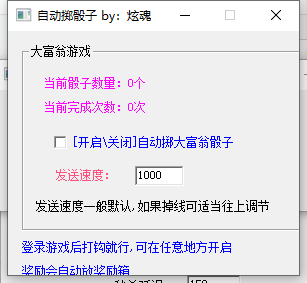 自动掷骰子 by: 炫魂
大富翁游戏
当前骰子数量: 0个
当前完成次数: 0次
[开启\关闭]自动掷大富翁骰子
发送速度: 1000
发送速度一般默认,如果掉线可适当往上调节
登录游戏后打钩就行,可在任意地方开启
奖励会自动放奖励箱